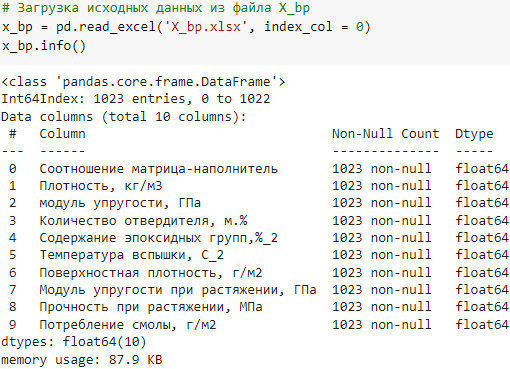 # Загрузка исходных данных из файла X_bp
x_bp = pd.read_excel('X_bp.xlsx', index_col = 0)
x_bp.info()
<class 'pandas.core.frame.DataFrame'>
Int64Index: 1023 entries, 0 to 1022
Data columns (total 10 columns):
 #   Column                                Non-Null Count  Dtype
---  ------                                --------------  -----
 0   Соотношение матрица-наполнитель       1023 non-null   float64
 1   Плотность, кг/м3                      1023 non-null   float64
 2   модуль упругости, ГПа                 1023 non-null   float64
 3   Количество отвердителя, м.%           1023 non-null   float64
 4   Содержание эпоксидных групп,%_2       1023 non-null   float64
 5   Температура вспышки, С_2              1023 non-null   float64
 6   Поверхностная плотность, г/м2         1023 non-null   float64
 7   Модуль упругости при растяжении, ГПа  1023 non-null   float64
 8   Прочность при растяжении, МПа         1023 non-null   float64
 9   Потребление смолы, г/м2               1023 non-null   float64
dtypes: float64(10)
memory usage: 87.9 KB